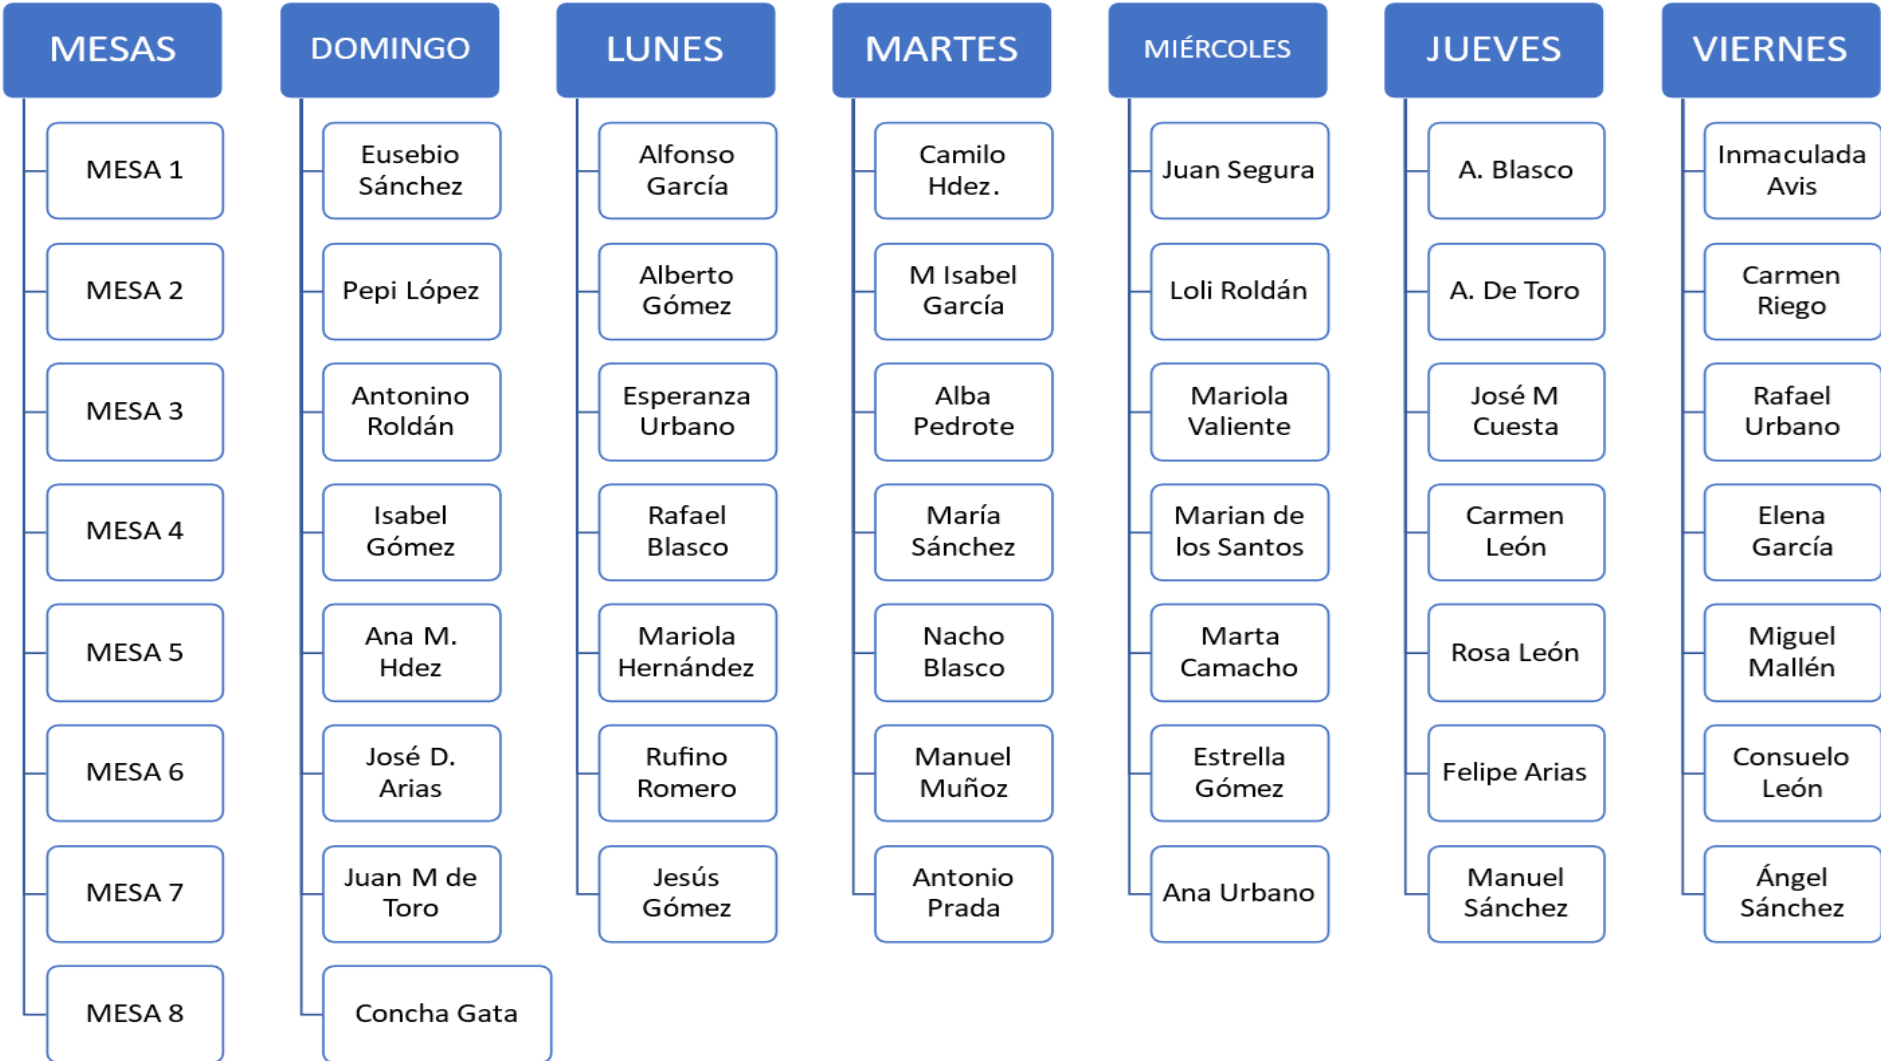 MESAS
MESA 1
MESA 2
MESA 3
MESA 4
MESA 5
MESA 6
MESA 7
MESA 8
DOMINGO
Eusebio
Sánchez
Pepi López
Antonino
Roldán
Isabel
Gómez
Ana M.
Hdez
José D.
Arias
Juan M de
Toro
Concha Gata
LUNES
Alfonso
García
Alberto
Gómez
Esperanza
Urbano
Rafael
Blasco
Mariola
Hernández
Rufino
Romero
Jesús
Gómez
MARTES
Camilo
Hdez.
M Isabel
García
Alba
Pedrote
María
Sánchez
Nacho
Blasco
Manuel
Muñoz
Antonio
Prada
MIÉRCOLES
Juan Segura
Loli Roldán
Mariola
Valiente
Marian de
los Santos
Marta
Camacho
Estrella
Gómez
Ana Urbano
JUEVES
A. Blasco
A. De Toro
José M
Cuesta
Carmen
León
Rosa León
Felipe Arias
Manuel
Sánchez
VIERNES
Inmaculada
Avis
Carmen
Riego
Rafael
Urbano
Elena
García
Miguel
Mallén
Consuelo
León
Ángel
Sánchez